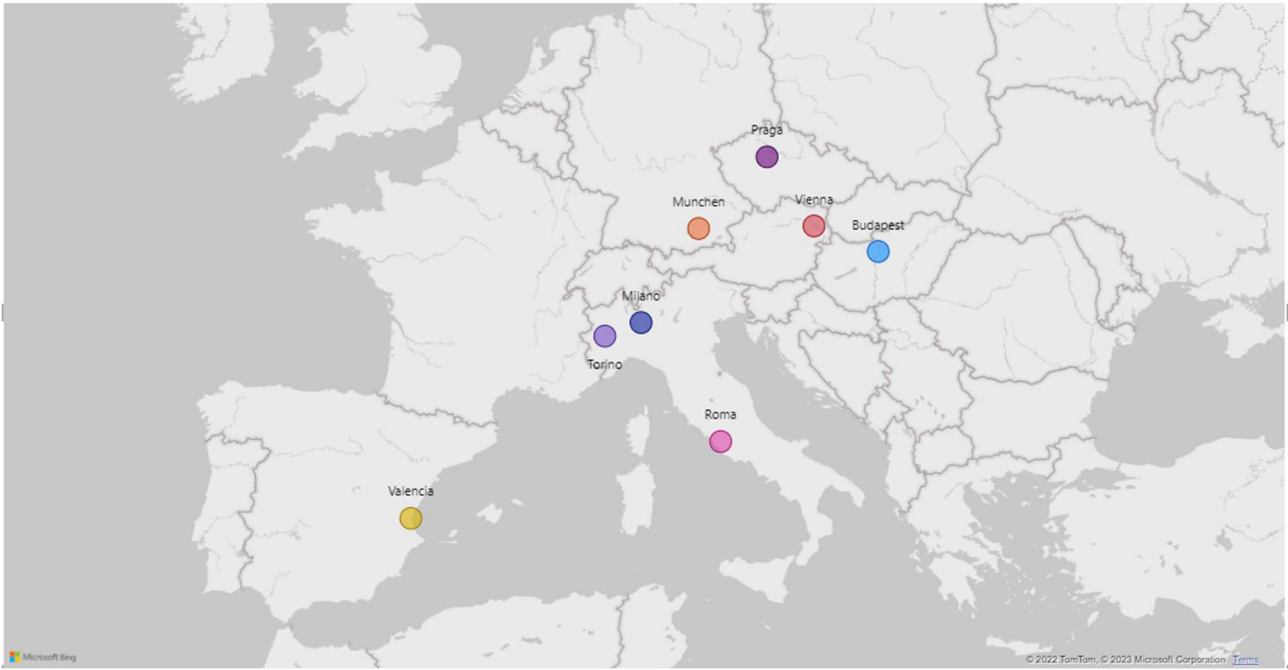 Praga
Munchen
Vienna
Budapest
Milano
Torino
Roma
Valencia
Microsoft Bing
© 2022 TomTom, © 2023 Microsoft Corporation Terms